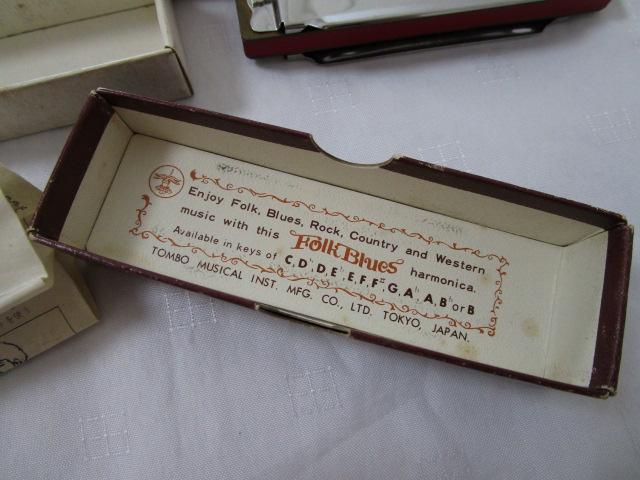 Enjoy Folk, Blues, Rock, Country and Western
music with this Folk Blues harmonica.
Available in keys of C, D♭, D, E♭, E, F, F♯, G, A♭, A, B♭ or B
TOMBO MUSICAL INST. MFG. CO., LTD. TOKYO, JAPAN.